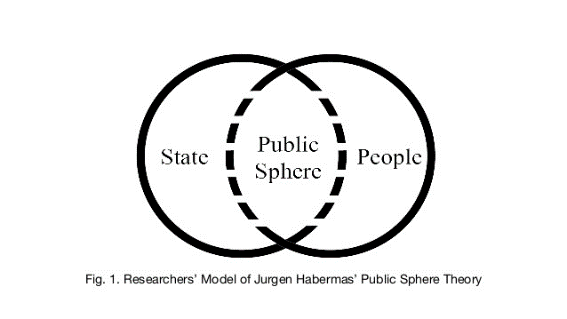 State
Public
Sphere
People
Fig. 1. Researchers’ Model of Jurgen Habermas’ Public Sphere Theory